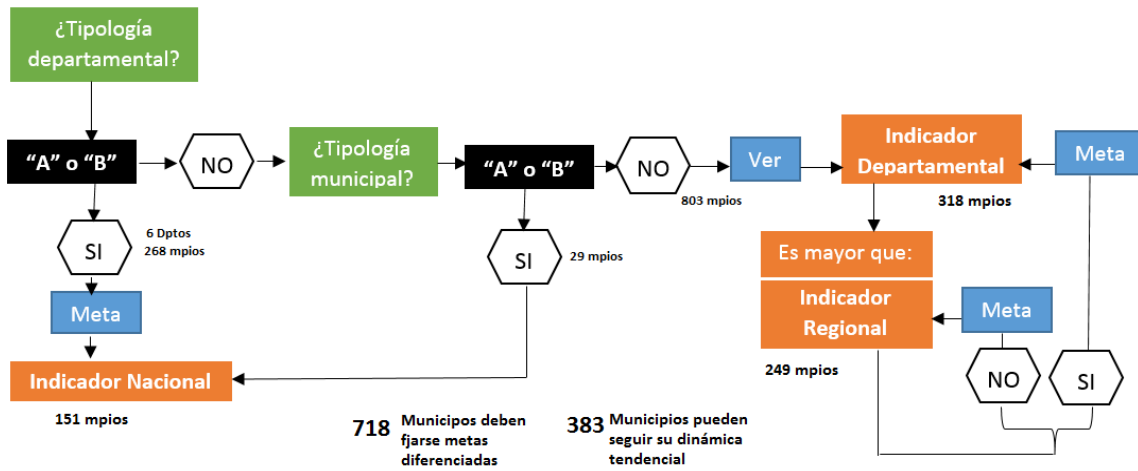 ¿Tipología
departamental?
“A” o “B”
NO
¿Tipología
municipal?
“A” o “B”
NO
803 mpios
Ver
Indicador
Departamental
318 mpios
Meta
SI
6 Dptos
268 mpios
SI
29 mpios
Es mayor que:
Indicador
Regional
249 mpios
Meta
NO
SI
Meta
Indicador Nacional
151 mpios
718 Municipos deben
fjarse metas
diferenciadas
383 Municipios pueden
seguir su dinámica
tendencial